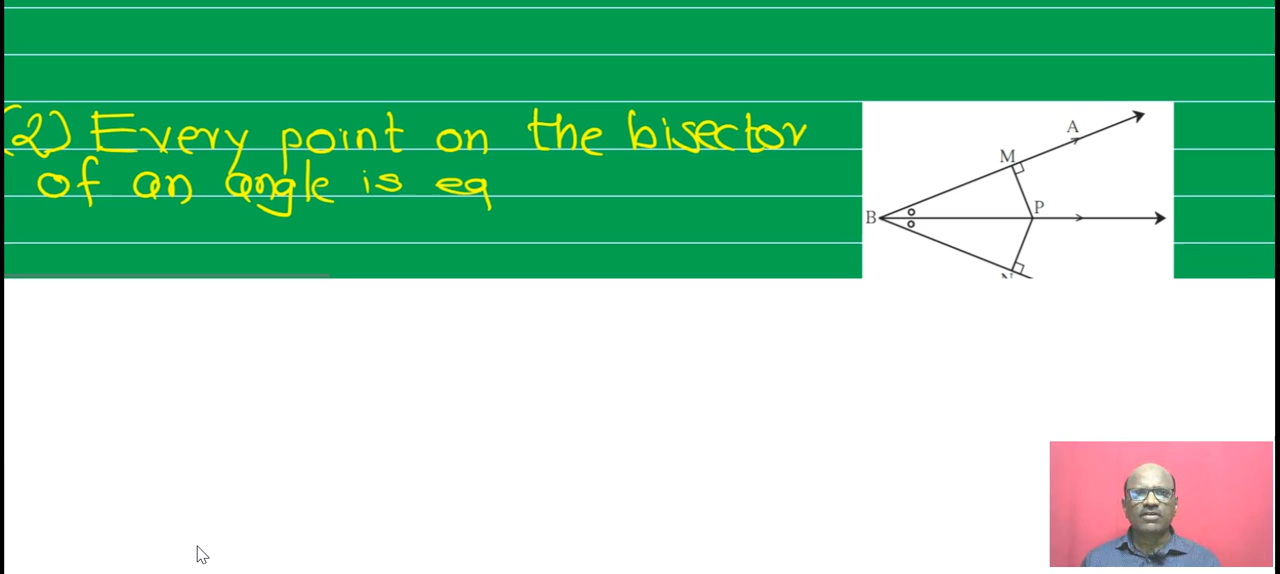 (2) Every point on the bisector
of an angle is eq
A
M
P
B